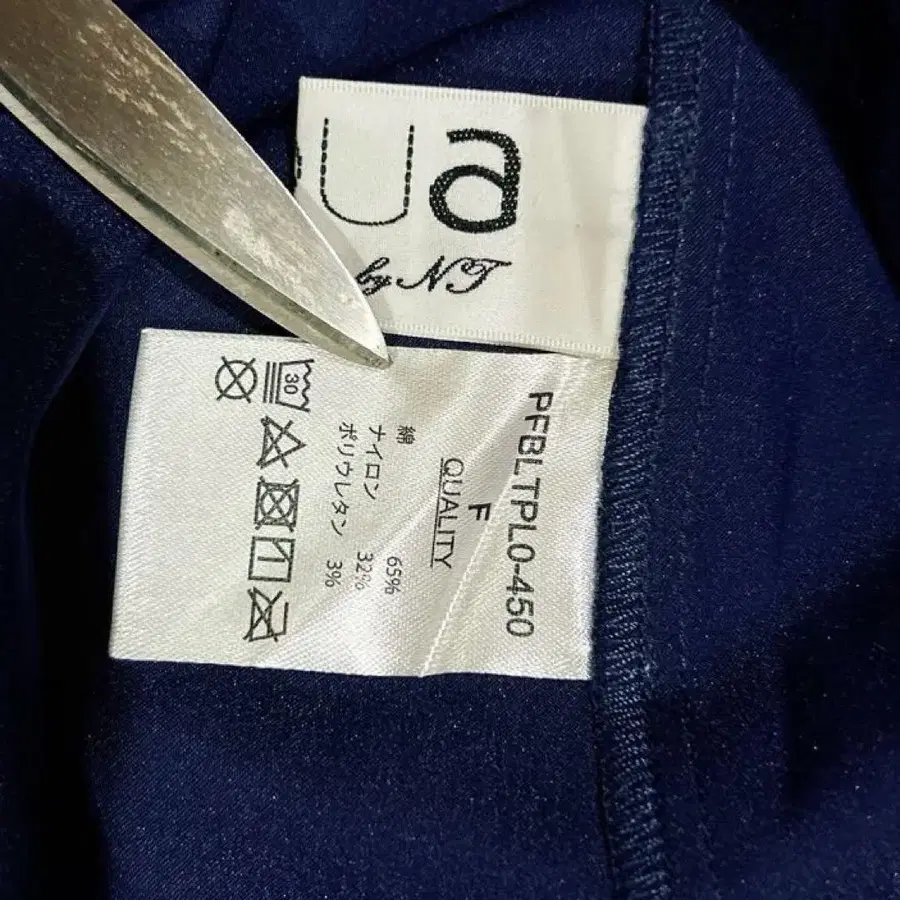 ua
by NT
PFBLTPL0-450
F
QUALITY
綿 65%
ナイロン 32%
ポリウレタン 3%
30